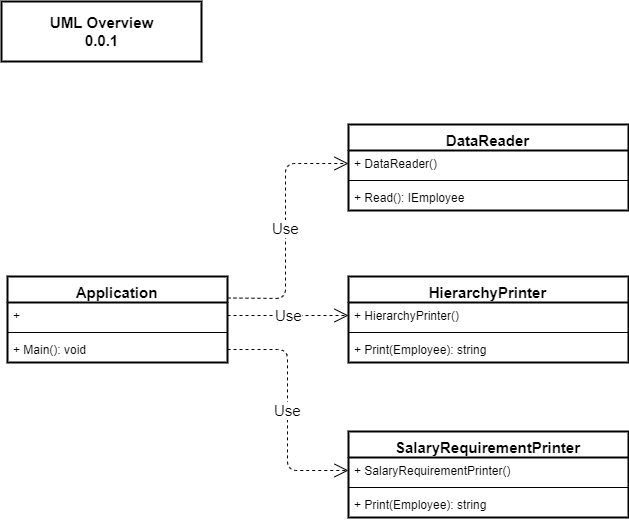 UML Overview
0.0.1
DataReader
+ DataReader()
+ Read(): IEmployee
Use
Application
+
+ Main(): void
Use
HierarchyPrinter
+ HierarchyPrinter()
+ Print(Employee): string
Use
SalaryRequirementPrinter
+ SalaryRequirementPrinter()
+ Print(Employee): string